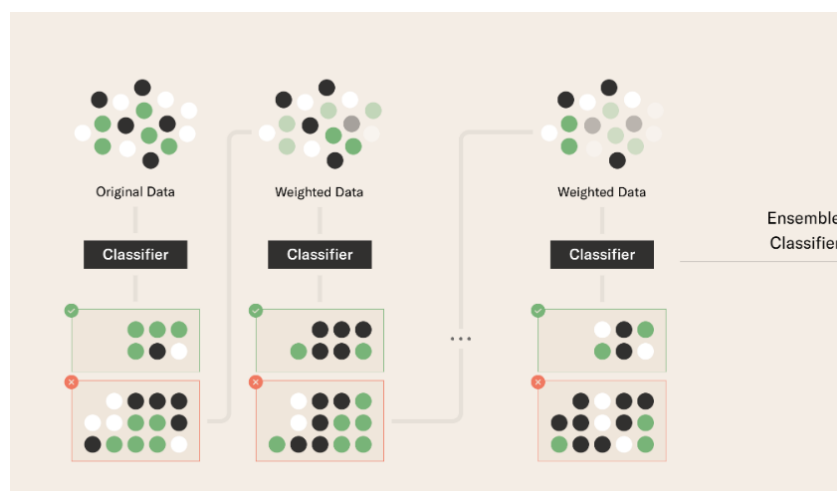 Original Data
Weighted Data
Weighted Data
Ensemble
Classifier
Classifier
Classifier
Classifier
...